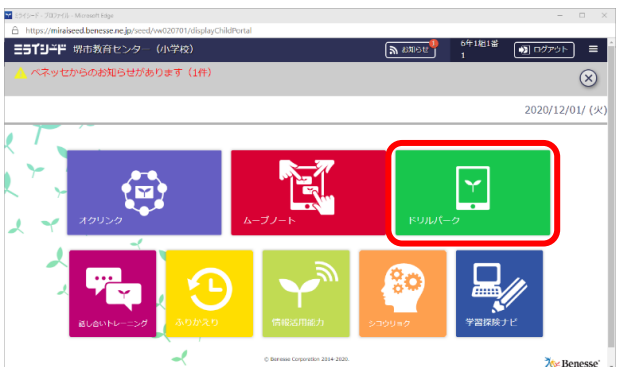 ミライシード - プロファイル - Microsoft Edge
https://miraiseed.benesse.ne.jp/seed/vw020701/displayChildPortal
ミライシード 堺市教育センター (小学校)
お知らせ
6年1組1番
1
ログアウト
ベネッセからのお知らせがあります (1件)
2020/12/01/ (火)
オクリンク
ムーブノート
ドリルパーク
話し合いトレーニング
ふりかえり
情報活用能力
シコウリョク
学習探険ナビ
© Benesse Corporation 2014-2020.
Benesse